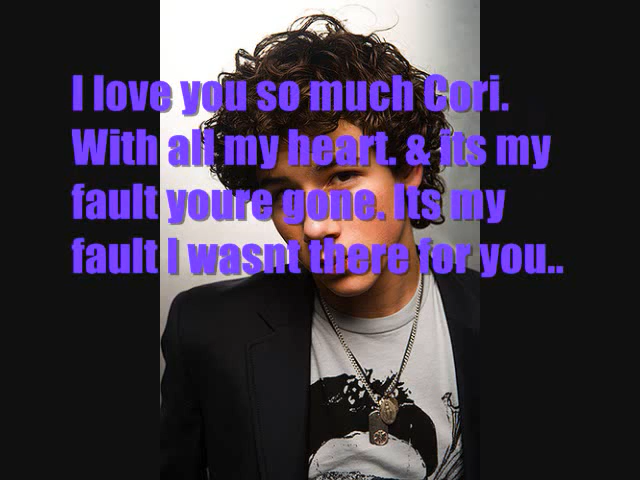 I love you so much Cori.
With all my heart. & its my
fault youre gone. Its my
fault I wasnt there for you..